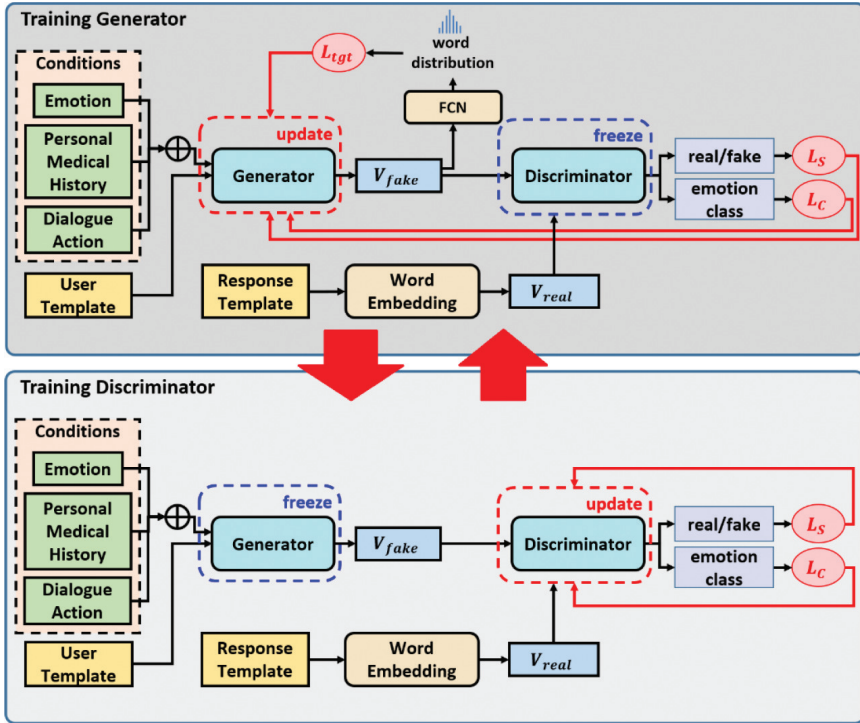 Training Generator
Conditions
Emotion
Personal
Medical
History
Dialogue
Action
User
Template
L_tgt
word
distribution
FCN
update
Generator
V_fake
freeze
Discriminator
real/fake
L_S
emotion
class
L_C
Response
Template
Word
Embedding
V_real
Training Discriminator
Conditions
Emotion
Personal
Medical
History
Dialogue
Action
User
Template
freeze
Generator
V_fake
update
Discriminator
real/fake
L_S
emotion
class
L_C
Response
Template
Word
Embedding
V_real